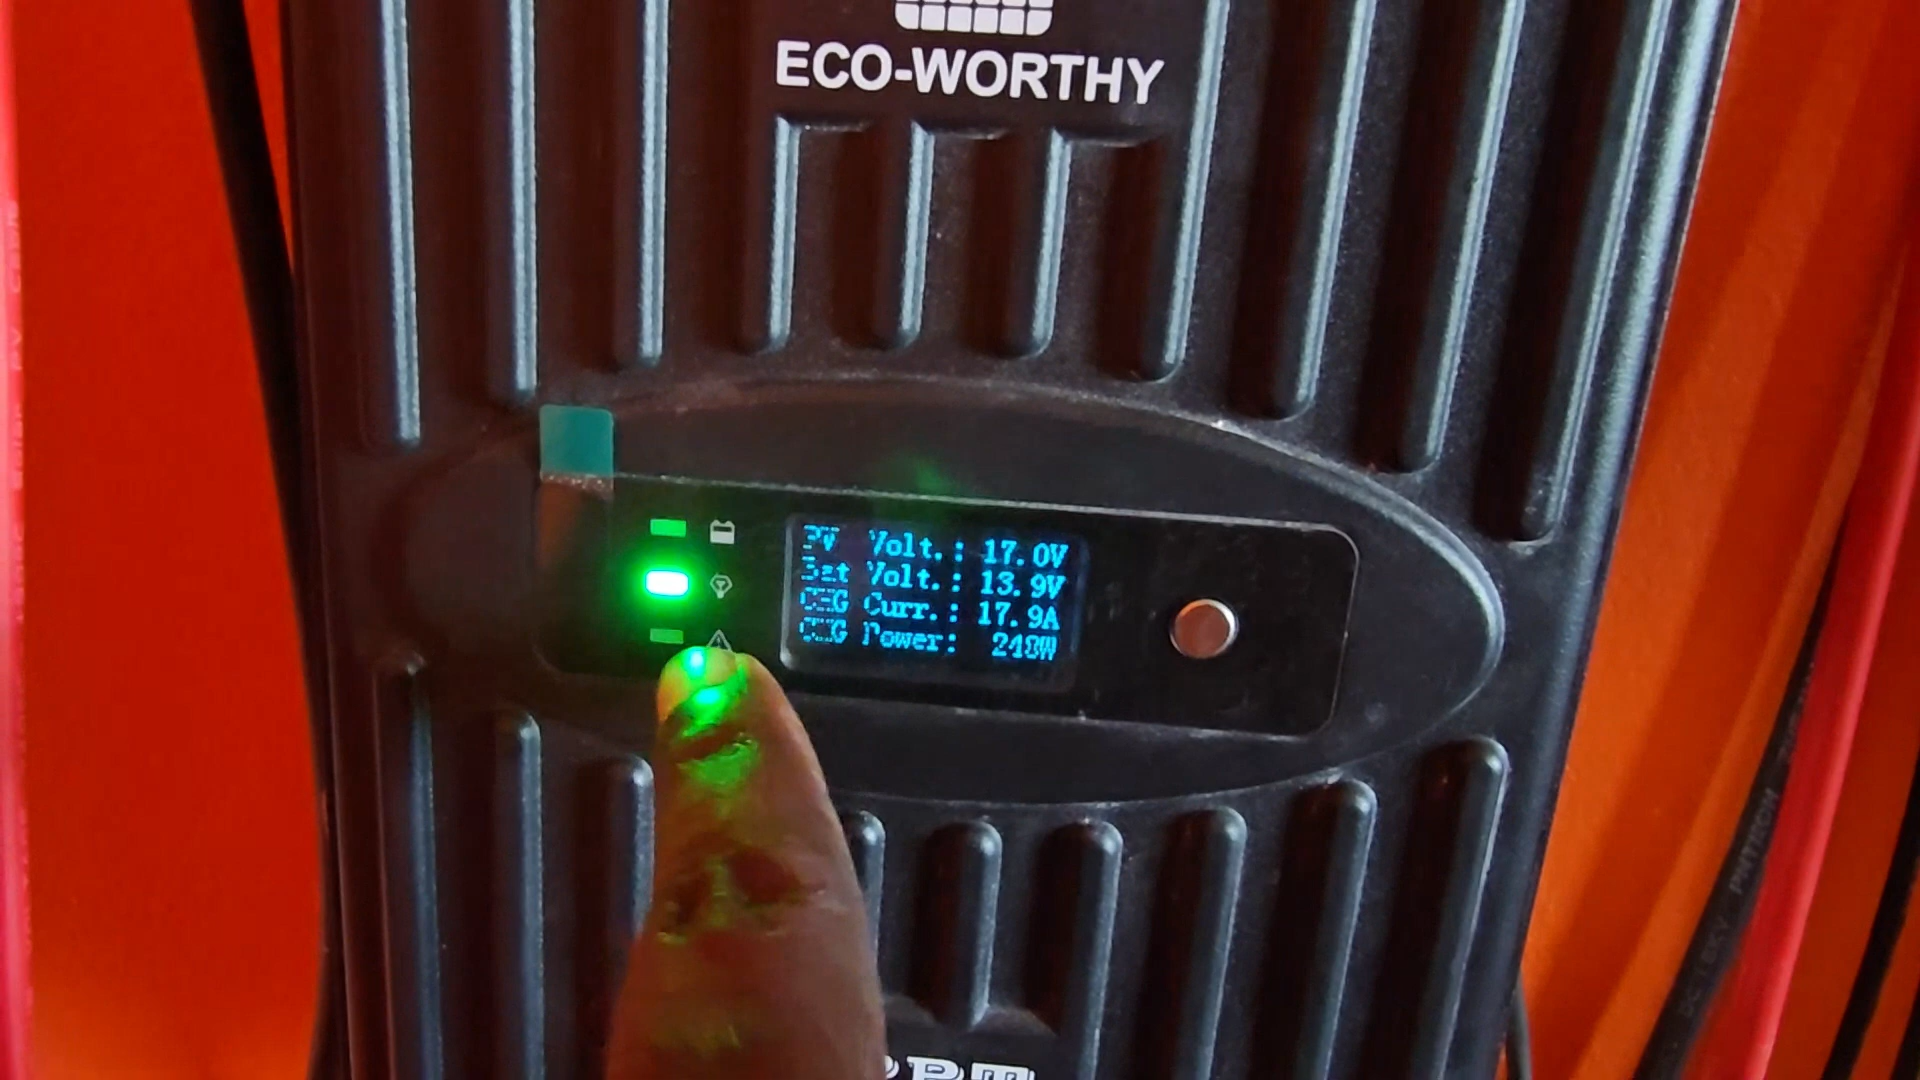 ECO-WORTHY
PV Volt.: 17.0V
Bat Volt.: 13.9V
CHG Curr.: 17.9A
CHG Power: 248W